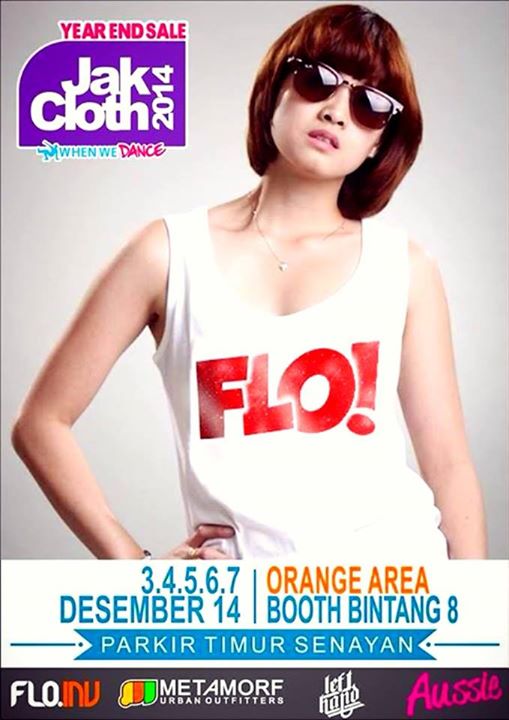 YEAR END SALE
Jak
Cloth
2014
WHEN WE DANCE
FLO!
3.4.5.6.7
DESEMBER 14
ORANGE AREA
BOOTH BINTANG 8
PARKIR TIMUR SENAYAN
FLO.INV
METAMORF
URBAN OUTFITTERS
left
hand
Aussie